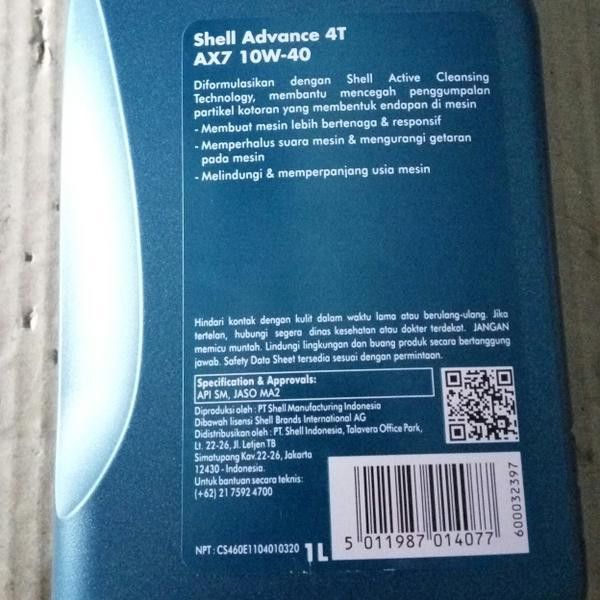 Shell Advance 4T
AX7 10W-40
Diformulasikan dengan Shell Active Cleansing
Technology, membantu mencegah penggumpalan
partikel kotoran yang membentuk endapan di mesin
- Membuat mesin lebih bertenaga & responsif
- Memperhalus suara mesin & mengurangi getaran
pada mesin
- Melindungi & memperpanjang usia mesin
Hindari kontak dengan kulit dalam waktu lama atau berulang-ulang. Jika
tertelan, hubungi segera dinas kesehatan atau dokter terdekat. JANGAN
memicu muntah. Lindungi lingkungan dan buang produk secara bertanggung
jawab. Safety Data Sheet tersedia sesuai dengan permintaan.
Specification & Approvals:
API SM, JASO MA2
Diproduksi oleh : PT Shell Manufacturing Indonesia
Dibawah lisensi Shell Brands International AG
Didistribusikan oleh : PT. Shell Indonesia, Talavera Office Park,
Lt. 22-26, Jl. Letjen TB
Simatupang Kav.22-26, Jakarta
12430 - Indonesia.
Untuk bantuan secara teknis:
(+62) 21 7592 4700
NPT : CS460E1104010320
1L
5 011987 014077
600032397